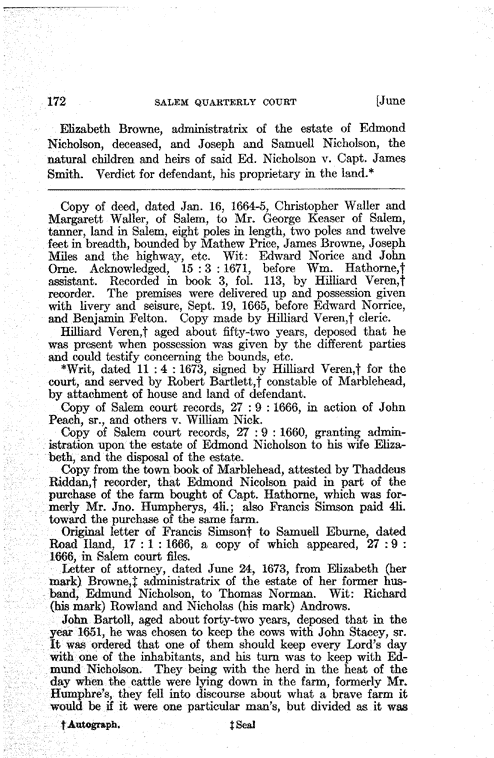 172 SALEM QUARTERLY COURT [June
Elizabeth Browne, administratrix of the estate of Edmond
Nicholson, deceased, and Joseph and Samuell Nicholson, the
natural children and heirs of said Ed. Nicholson v. Capt. James
Smith. Verdict for defendant, his proprietary in the land.*
Copy of deed, dated Jan. 16, 1664-5, Christopher Waller and
Margarett Waller, of Salem, to Mr. George Keaser of Salem,
tanner, land in Salem, eight poles in length, two poles and twelve
feet in breadth, bounded by Mathew Price, James Browne, Joseph
Miles and the highway, etc. Wit: Edward Norice and John
Orne. Acknowledged, 15 : 3 : 1671, before Wm. Hathorne,†
assistant. Recorded in book 3, fol. 113, by Hilliard Veren,†
recorder. The premises were delivered up and possession given
with livery and seisure, Sept. 19, 1665, before Edward Norrice,
and Benjamin Felton. Copy made by Hilliard Veren,† cleric.
Hilliard Veren,† aged about fifty-two years, deposed that he
was present when possession was given by the different parties
and could testify concerning the bounds, etc.
*Writ, dated 11 : 4 : 1673, signed by Hilliard Veren,† for the
court, and served by Robert Bartlett,† constable of Marblehead,
by attachment of house and land of defendant.
Copy of Salem court records, 27 : 9 : 1666, in action of John
Peach, sr., and others v. William Nick.
Copy of Salem court records, 27 : 9 : 1660, granting admin-
istration upon the estate of Edmond Nicholson to his wife Eliza-
beth, and the disposal of the estate.
Copy from the town book of Marblehead, attested by Thaddeus
Riddan,† recorder, that Edmond Nicolson paid in part of the
purchase of the farm bought of Capt. Hathorne, which was for-
merly Mr. Jno. Humpherys, 4li.; also Francis Simson paid 4li.
toward the purchase of the same farm.
Original letter of Francis Simson† to Samuell Eburne, dated
Road Iland, 17 : 1 : 1666, a copy of which appeared, 27 : 9 :
1666, in Salem court files.
Letter of attorney, dated June 24, 1673, from Elizabeth (her
mark) Browne,‡ administratrix of the estate of her former hus-
band, Edmund Nicholson, to Thomas Norman. Wit: Richard
(his mark) Rowland and Nicholas (his mark) Androws.
John Bartoll, aged about forty-two years, deposed that in the
year 1651, he was chosen to keep the cows with John Stacey, sr.
It was ordered that one of them should keep every Lord's day
with one of the inhabitants, and his turn was to keep with Ed-
mund Nicholson. They being with the herd in the heat of the
day when the cattle were lying down in the farm, formerly Mr.
Humphre's, they fell into discourse about what a brave farm it
would be if it were one particular man's, but divided as it was
† Autograph. ‡ Seal